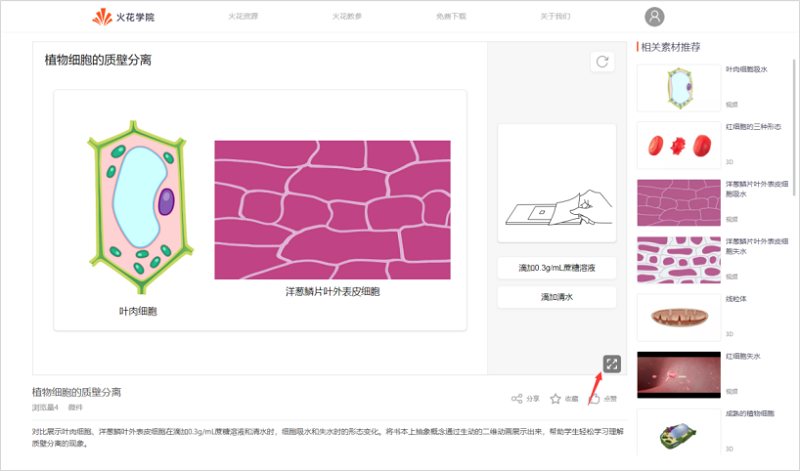 火花学院
火花资源
火花教参
免费下载
关于我们
植物细胞的质壁分离
叶肉细胞
洋葱鳞片叶外表皮细胞
滴加0.3g/mL蔗糖溶液
滴加清水
植物细胞的质壁分离
浏览量4 微件
分享
收藏
点赞
对比展示叶肉细胞、洋葱鳞叶外表皮细胞在滴加0.3g/mL蔗糖溶液和清水时，细胞吸水和失水时的形态变化。将书本上抽象概念通过生动的二维动画展示出来，帮助学生轻松学习理解
质壁分离的现象。
相关素材推荐
叶肉细胞吸水
视频
红细胞的三种形态
3D
洋葱鳞片叶外表皮细
胞吸水
视频
洋葱鳞片叶外表皮细
胞失水
视频
线粒体
3D
红细胞失水
视频
成熟的植物细胞
3D